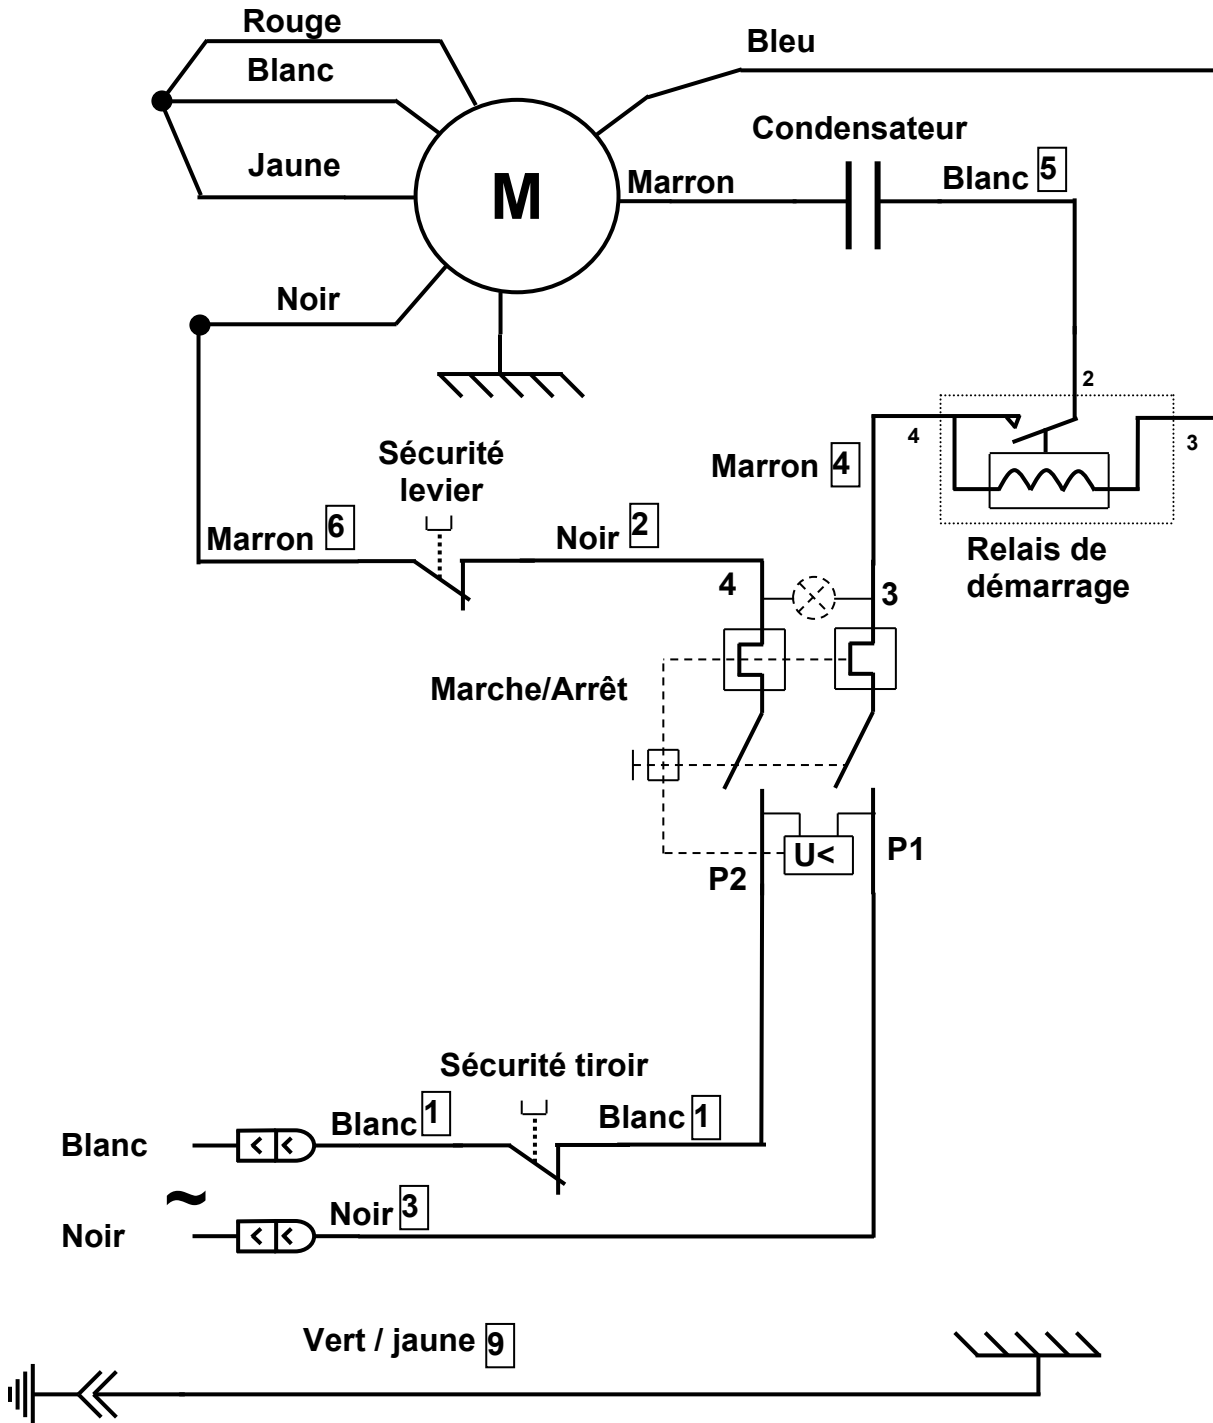 Rouge
Bleu
Blanc
Condensateur
Jaune
M
Marron
Blanc 5
Noir
2
Sécurité
levier
4
3
Marron 4
Marron 6
Noir 2
Relais de
démarrage
4
3
Marche/Arrêt
U<
P1
P2
Sécurité tiroir
Blanc
Blanc 1
Blanc 1
~
Noir
Noir 3
Vert / jaune 9